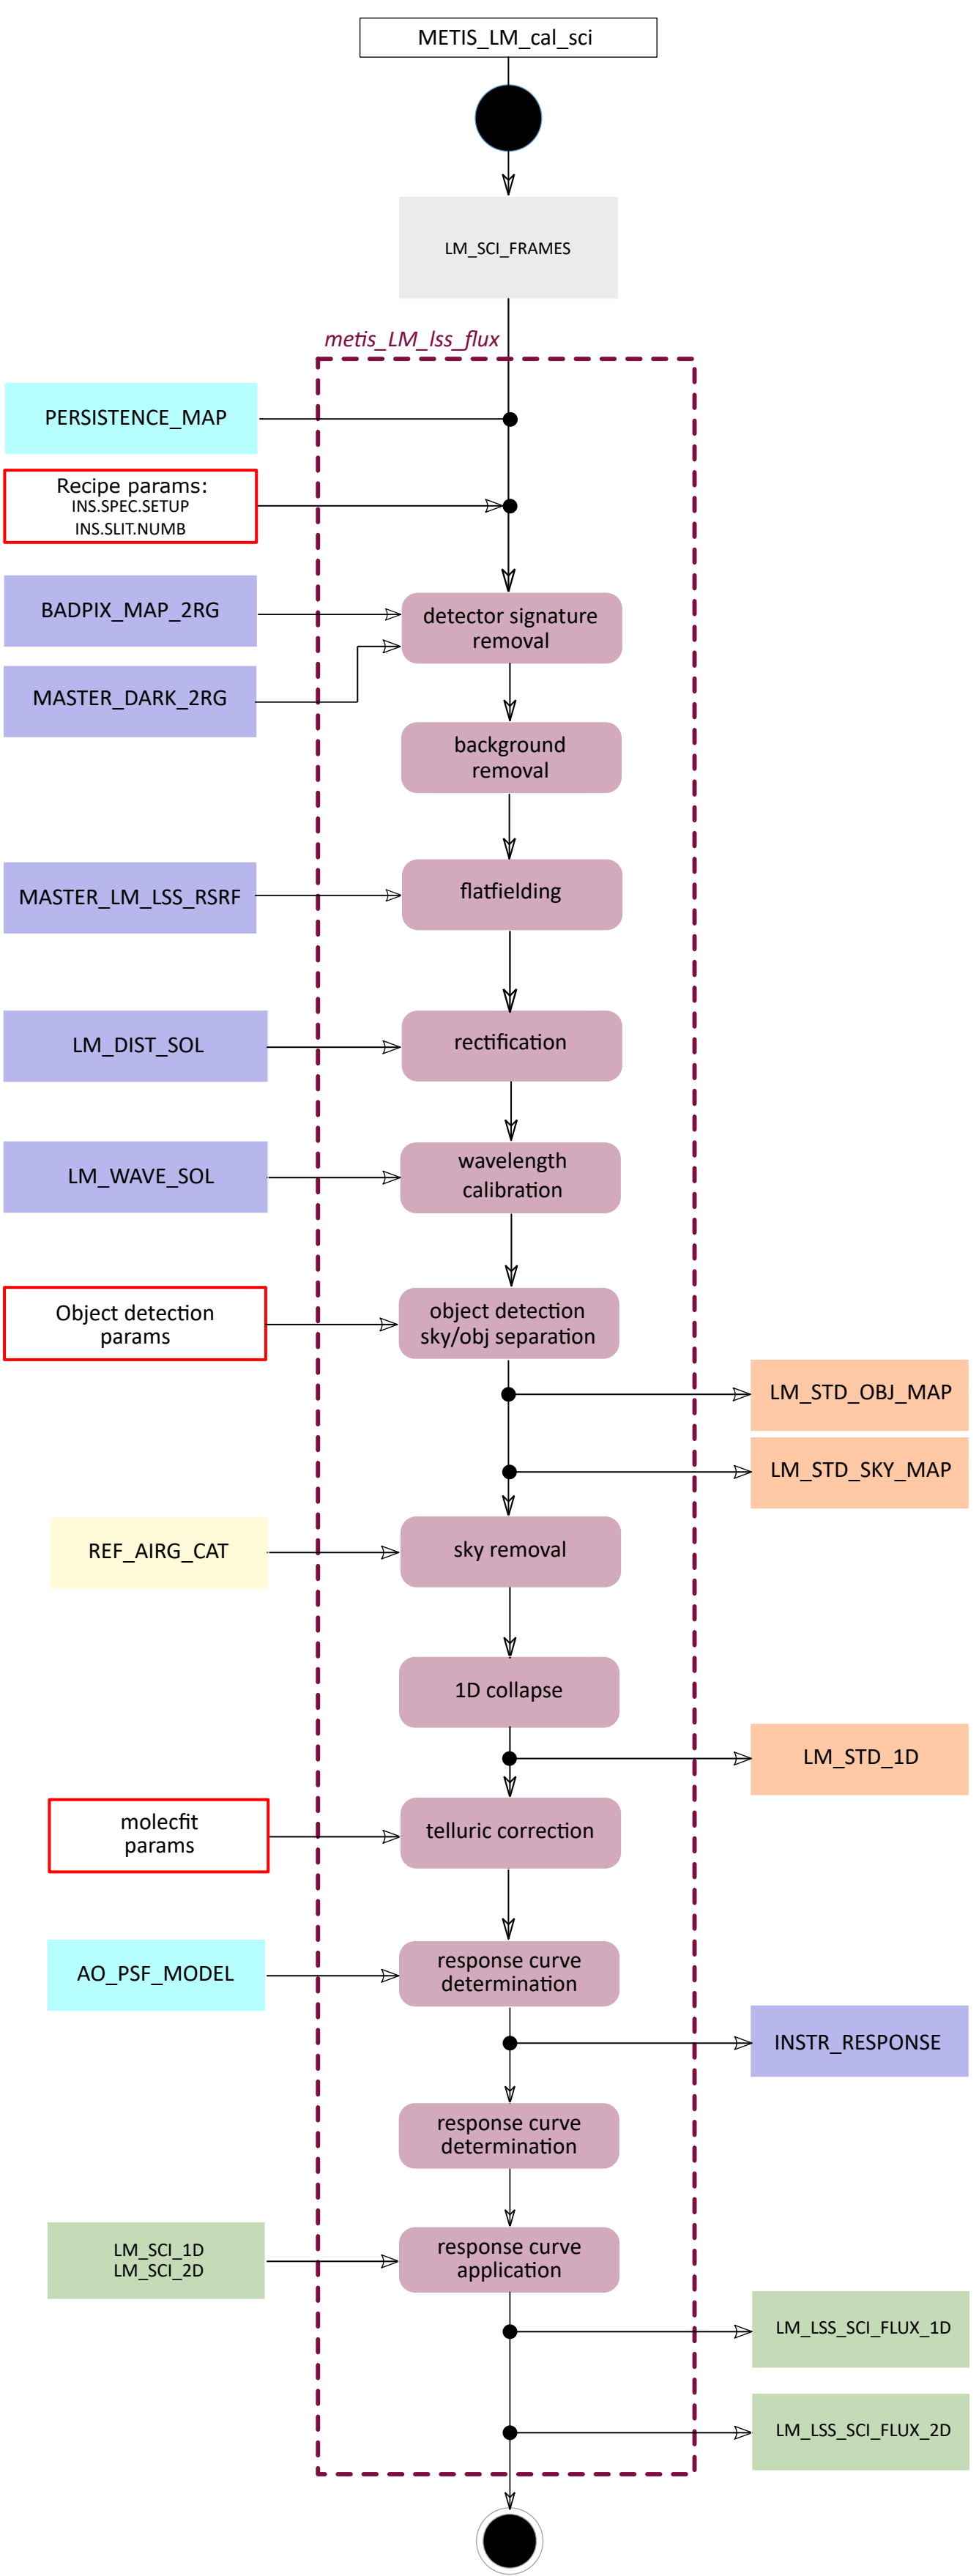 METIS_LM_cal_sci
LM_SCI_FRAMES
metis_LM_lss_flux
PERSISTENCE_MAP
Recipe params:
INS.SPEC.SETUP
INS.SLIT.NUMB
BADPIX_MAP_2RG
detector signature
removal
MASTER_DARK_2RG
background
removal
MASTER_LM_LSS_RSRF
flatfielding
LM_DIST_SOL
rectification
LM_WAVE_SOL
wavelength
calibration
Object detection
params
object detection
sky/obj separation
LM_STD_OBJ_MAP
LM_STD_SKY_MAP
REF_AIRG_CAT
sky removal
1D collapse
LM_STD_1D
molecfit
params
telluric correction
AO_PSF_MODEL
response curve
determination
INSTR_RESPONSE
response curve
determination
LM_SCI_1D
LM_SCI_2D
response curve
application
LM_LSS_SCI_FLUX_1D
LM_LSS_SCI_FLUX_2D